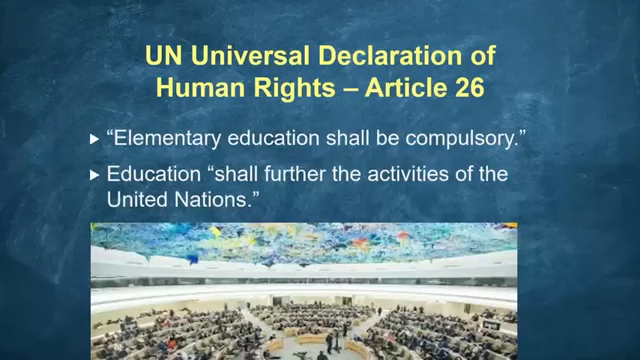 UN Universal Declaration of
Human Rights – Article 26
“Elementary education shall be compulsory.”
Education “shall further the activities of the
United Nations.”